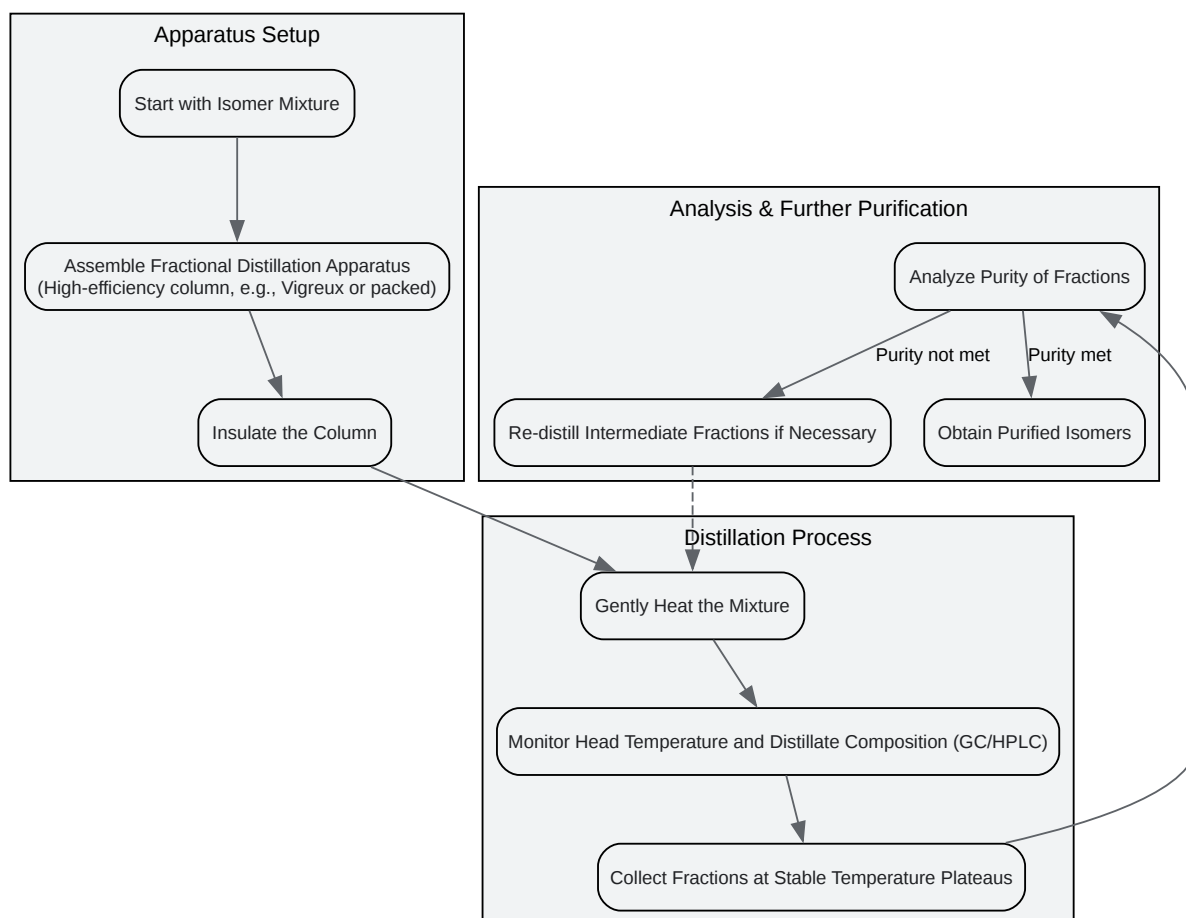 Apparatus Setup
Start with Isomer Mixture
Assemble Fractional Distillation Apparatus
(High-efficiency column, e.g., Vigreux or packed)
Insulate the Column
Analysis & Further Purification
Analyze Purity of Fractions
Purity not met
Purity met
Re-distill Intermediate Fractions if Necessary
Obtain Purified Isomers
Distillation Process
Gently Heat the Mixture
Monitor Head Temperature and Distillate Composition (GC/HPLC)
Collect Fractions at Stable Temperature Plateaus